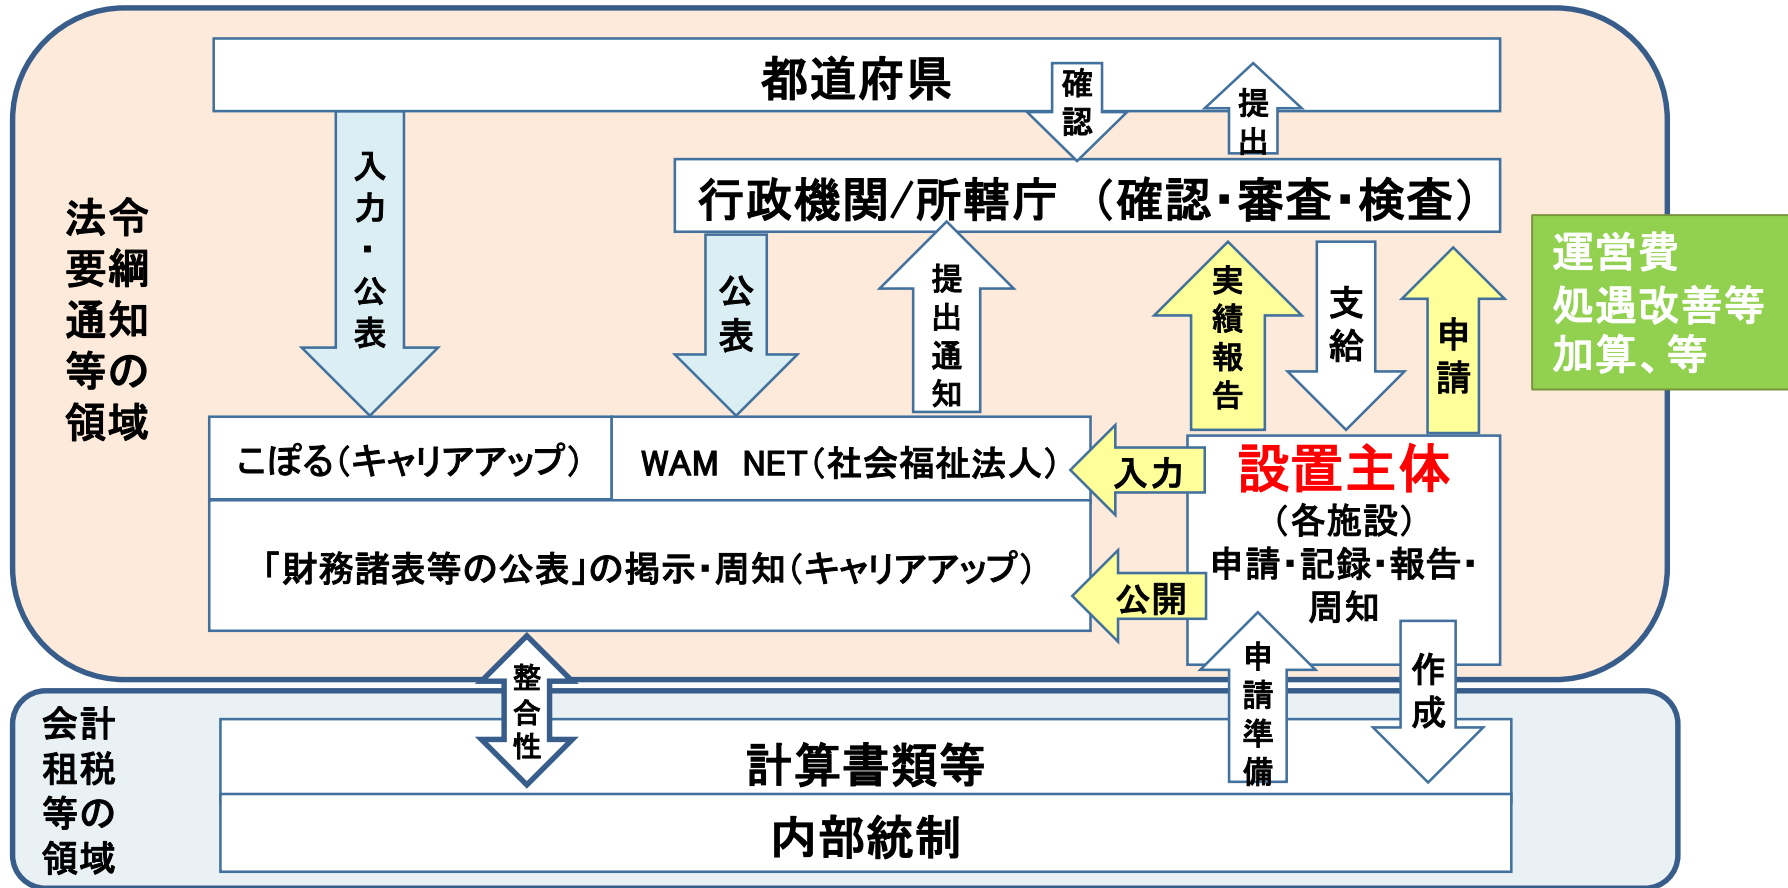 都道府県
確認
提出
入力・公表
行政機関/所轄庁 （確認・審査・検査）
法令
要綱
通知
等の
領域
公表
提出通知
実績報告
支給
申請
運営費
処遇改善等
加算、等
こぽる（キャリアアップ）
WAM NET（社会福祉法人）
入力
設置主体
（各施設）
申請・記録・報告・
周知
「財務諸表等の公表」の掲示・周知（キャリアアップ）
公開
整合性
申請準備
作成
会計
租税
等の
領域
計算書類等
内部統制